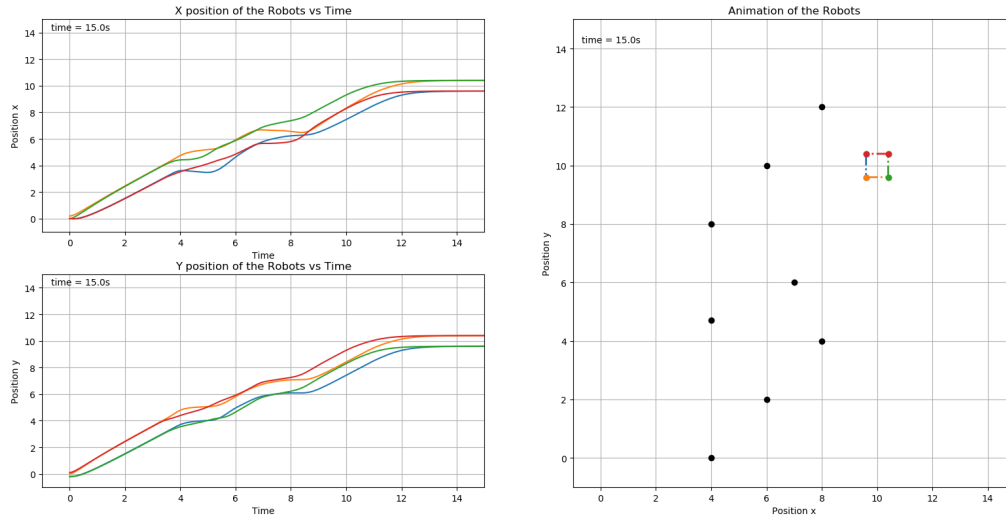 X position of the Robots vs Time
time = 15.0s
Position x
14
12
10
8
6
4
2
0
0 2 4 6 8 10 12 14
Time
Y position of the Robots vs Time
time = 15.0s
Position y
14
12
10
8
6
4
2
0
0 2 4 6 8 10 12 14
Time
Animation of the Robots
time = 15.0s
Position y
14
12
10
8
6
4
2
0
0 2 4 6 8 10 12 14
Position x